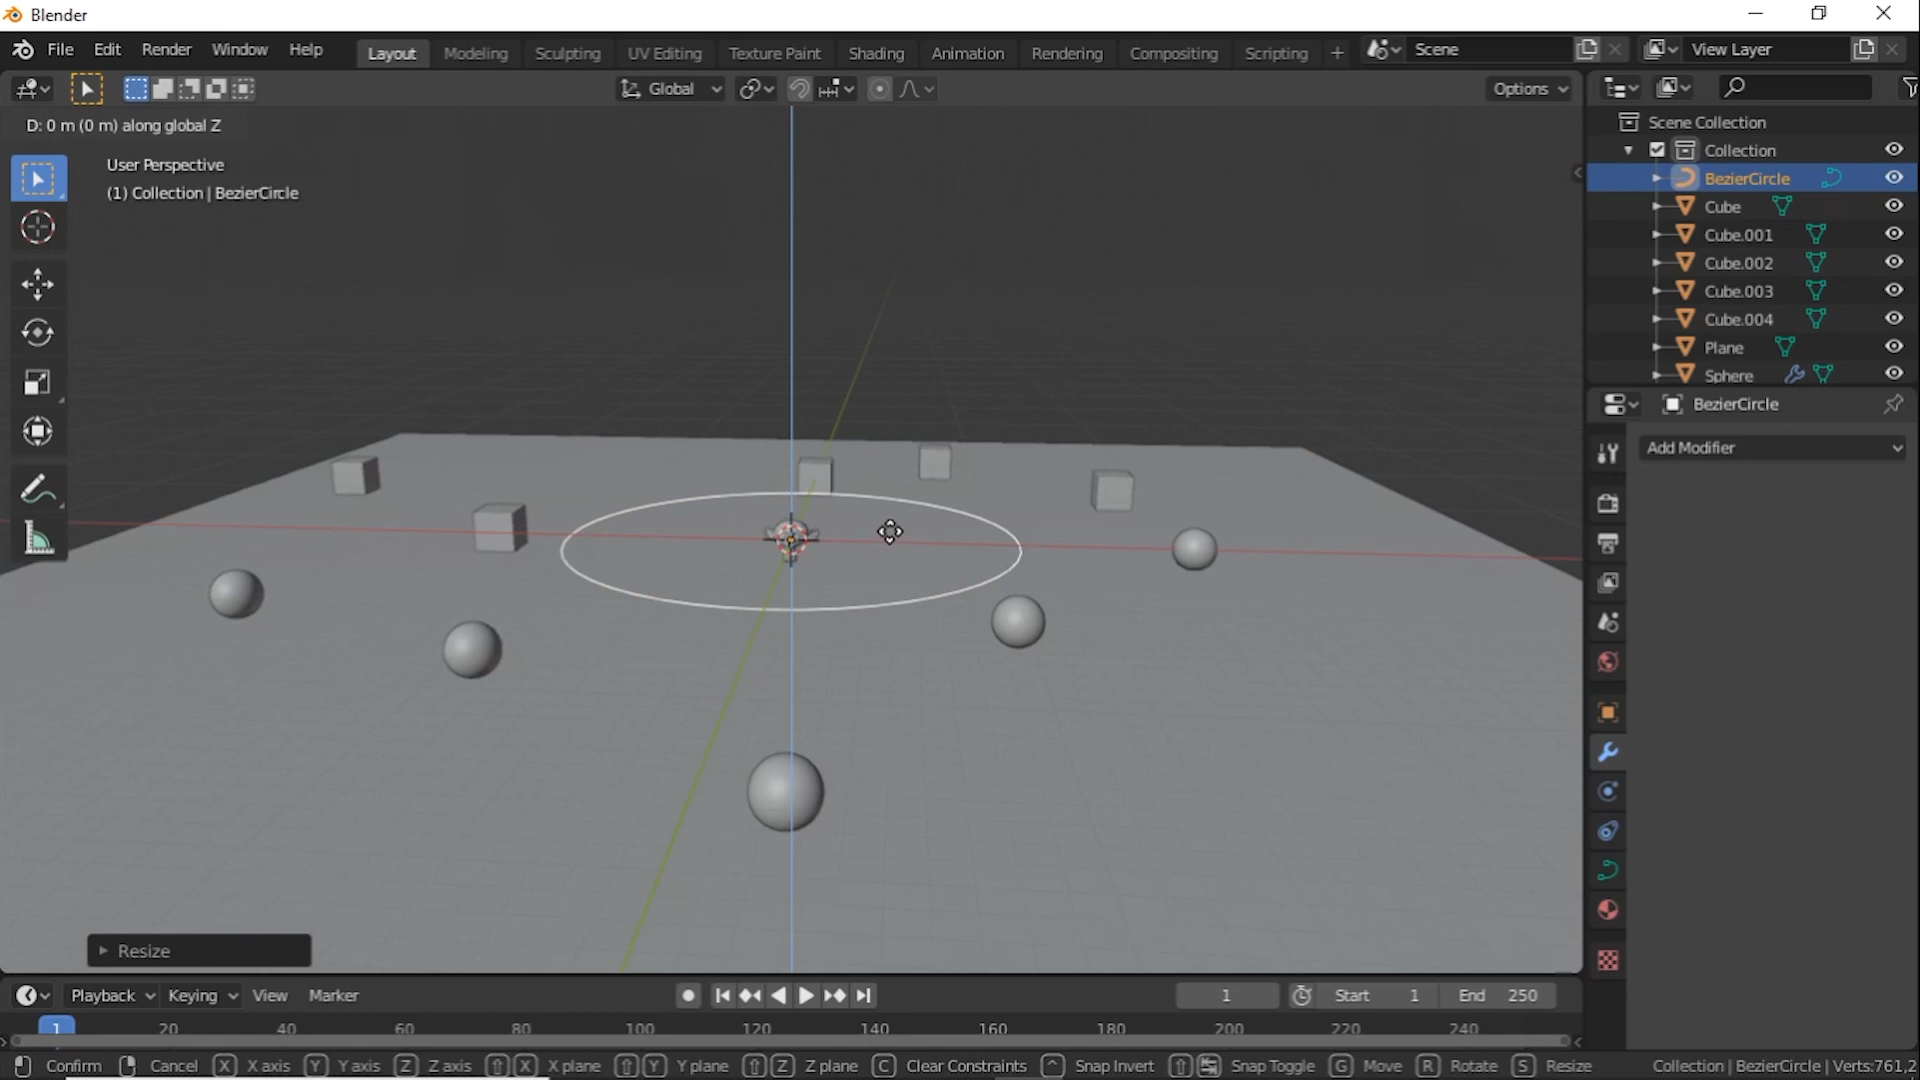 Blender
File Edit Render Window Help Layout Modeling Sculpting UV Editing Texture Paint Shading Animation Rendering Compositing Scripting + Scene View Layer
Global Options
D: 0 m (0 m) along global Z
User Perspective
(1) Collection | BezierCircle
Scene Collection
Collection
BezierCircle
Cube
Cube.001
Cube.002
Cube.003
Cube.004
Plane
Sphere
BezierCircle
Add Modifier
Resize
Playback Keying View Marker 1 Start 1 End 250
1 20 40 60 80 100 120 140 160 180 200 220 240
Confirm Cancel X X axis Y Y axis Z Z axis X X plane Y Y plane Z Z plane C Clear Constraints Snap Invert Snap Toggle G Move R Rotate S Resize Collection | BezierCircle | Verts:761,2